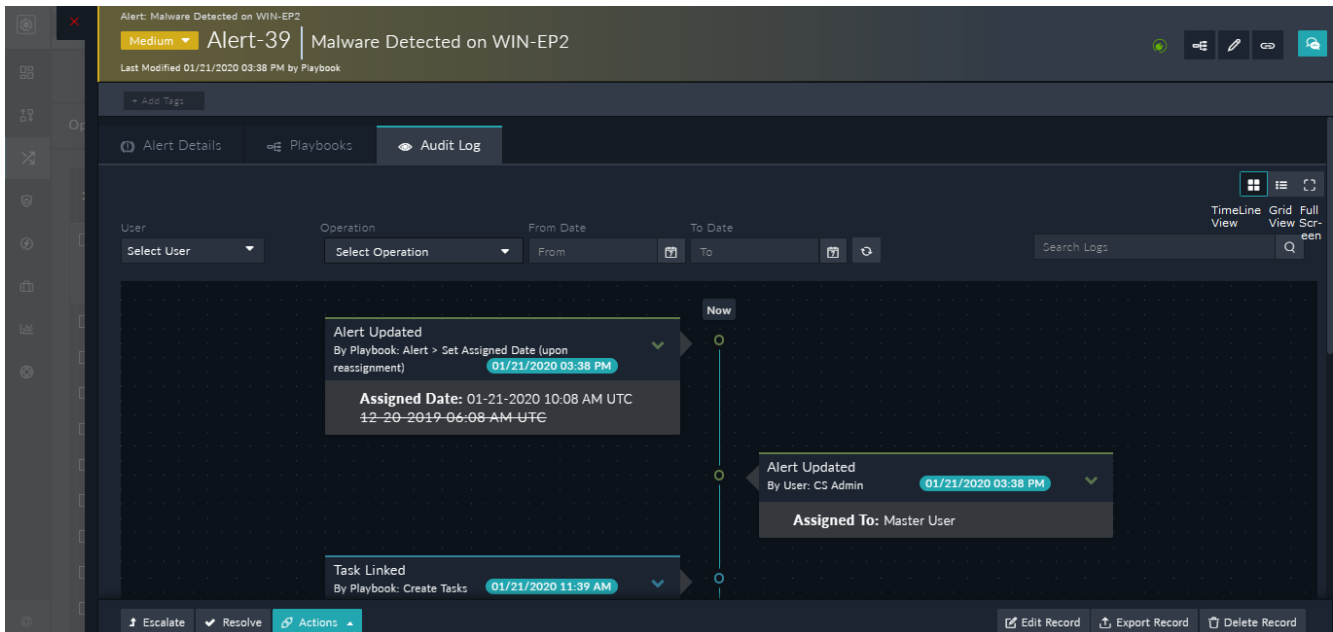 Alert: Malware Detected on WIN-EP2
Medium Alert-39 Malware Detected on WIN-EP2
Last Modified 01/21/2020 03:38 PM by Playbook
+ Add Tags
Op
Alert Details Playbooks Audit Log
TimeLine View Grid View Full Scr-een
User Operation From Date To Date
Select User Select Operation From To Search Logs
Now
Alert Updated
By Playbook: Alert > Set Assigned Date (upon
reassignment) 01/21/2020 03:38 PM
Assigned Date: 01-21-2020 10:08 AM UTC
12-20-2019 06:08 AM UTC
Alert Updated
By User: CS Admin 01/21/2020 03:38 PM
Assigned To: Master User
Task Linked
By Playbook: Create Tasks 01/21/2020 11:39 AM
Escalate Resolve Actions Edit Record Export Record Delete Record